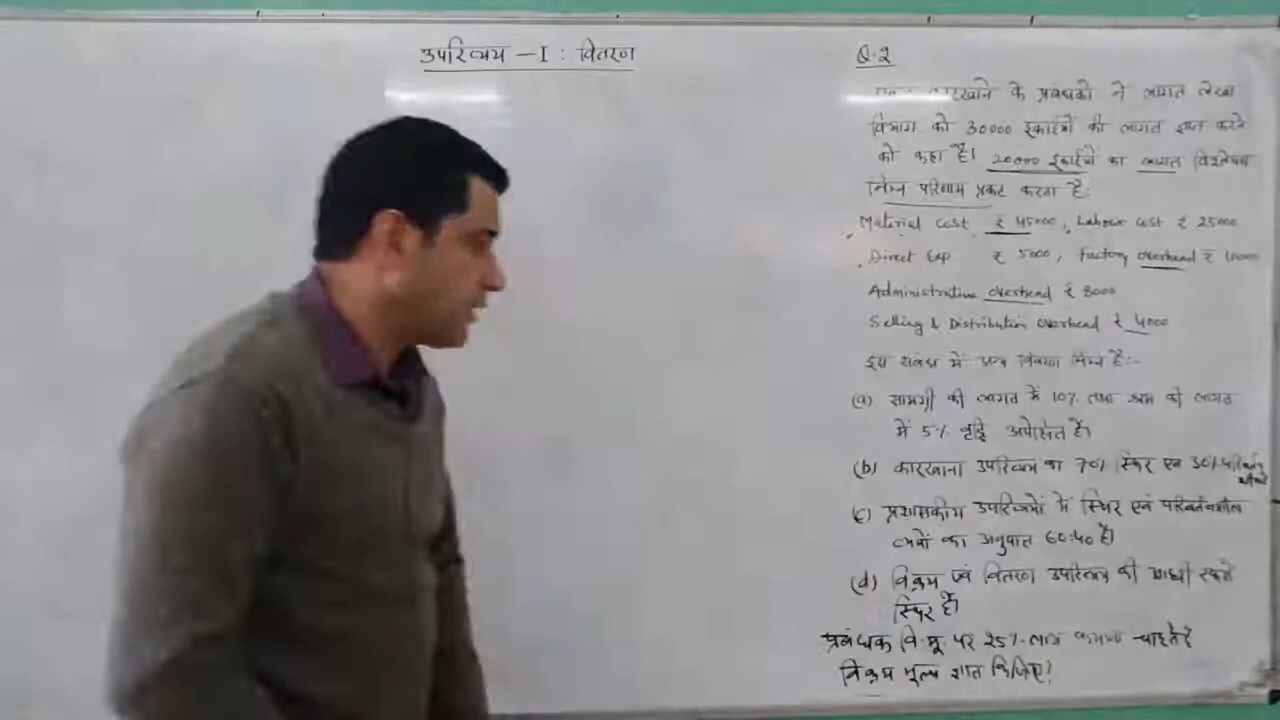 उपरिव्यय - I : वितरण
Q.2
कारखाने के प्रबंधकों ने लागत लेखा
विभाग को 30000 इकाईयों की लागत ज्ञात करने
को कहा है। 20000 इकाईयों का लागत विश्लेषण
निम्न परिणाम प्रकट करता है:
Material cost ₹ 45000, Labour cost ₹ 25000
Direct Exp ₹ 5000, Factory overhead ₹
Administrative overhead ₹ 8000
Selling & Distribution overhead ₹ 4000
इस संबंध में अन्य विवरण निम्न है:-
(a) सामग्री की लागत में 10% तथा श्रम की लागत
में 5% वृद्धि अपेक्षित है।
(b) कारखाना उपरिव्यय का 70% स्थिर एवं 30%
(c) प्रशासकीय उपरिव्ययों में स्थिर एवं परिवर्तनशील
व्ययों का अनुपात 60:40 है।
(d) विक्रय एवं वितरण उपरिव्यय की आधी रकम
स्थिर है।
प्रबंधक वि.मू. पर 25% लाभ कमाना चाहते हैं
विक्रय मूल्य ज्ञात कीजिए?